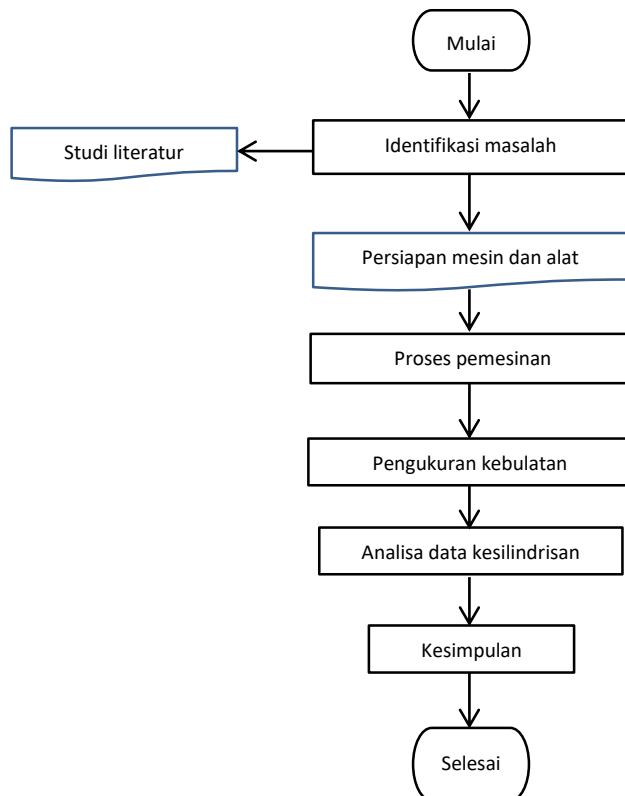 Mulai
Identifikasi masalah
Studi literatur
Persiapan mesin dan alat
Proses pemesinan
Pengukuran kebulatan
Analisa data kesilindrisan
Kesimpulan
Selesai